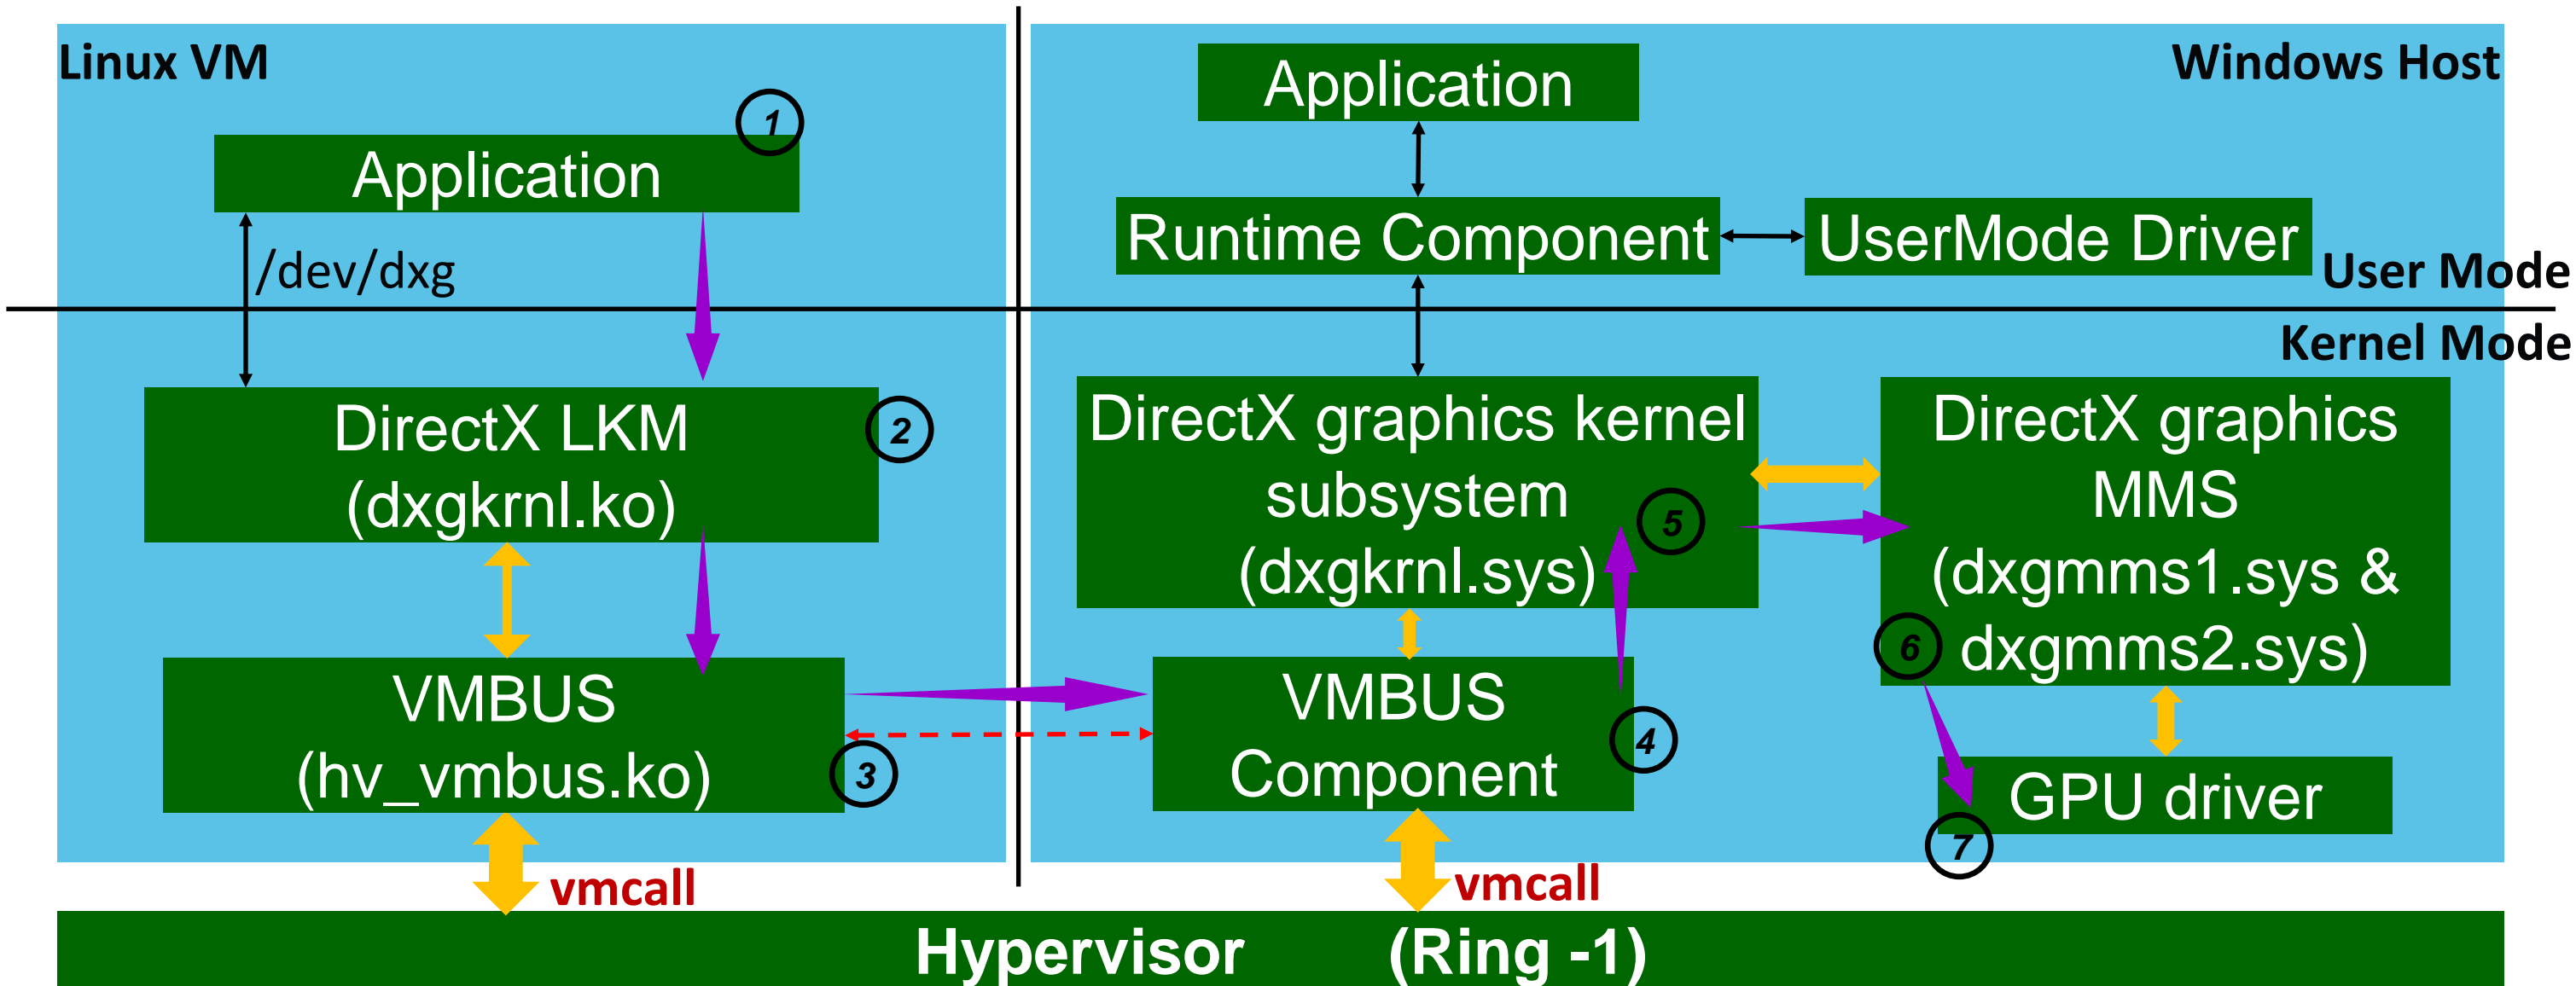 Linux VM
Windows Host
1
Application
Application
/dev/dxg
Runtime Component
UserMode Driver
User Mode
Kernel Mode
DirectX LKM
(dxgkrnl.ko)
2
VMBUS
(hv_vmbus.ko)
3
DirectX graphics kernel
subsystem
(dxgkrnl.sys)
5
DirectX graphics
MMS
(dxgmms1.sys &
dxgmms2.sys)
6
VMBUS
Component
4
GPU driver
7
vmcall
vmcall
Hypervisor (Ring -1)